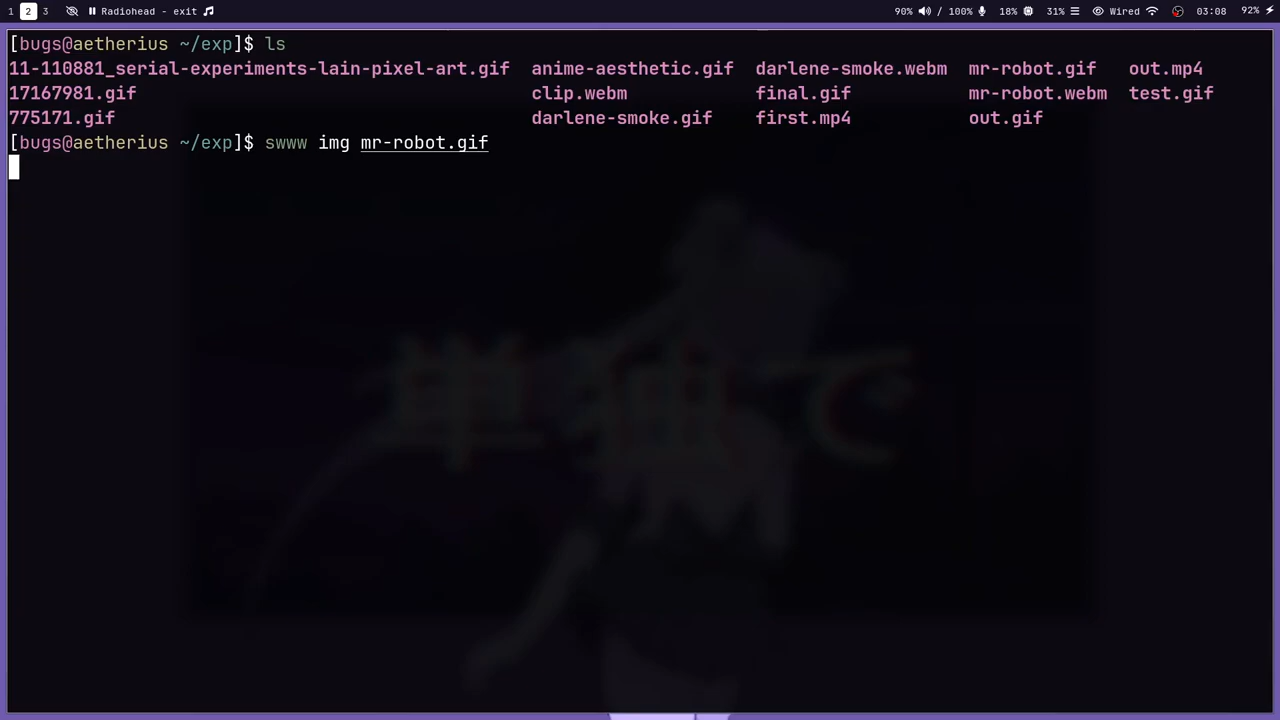 1 2 3 Radiohead - exit 90% / 100% 18% 31% Wired 03:08 92%
[bugs@aetherius ~/exp]$ ls
11-110881_serial-experiments-lain-pixel-art.gif anime-aesthetic.gif darlene-smoke.webm mr-robot.gif out.mp4
17167981.gif clip.webm final.gif mr-robot.webm test.gif
775171.gif darlene-smoke.gif first.mp4 out.gif
[bugs@aetherius ~/exp]$ swww img mr-robot.gif
単独で